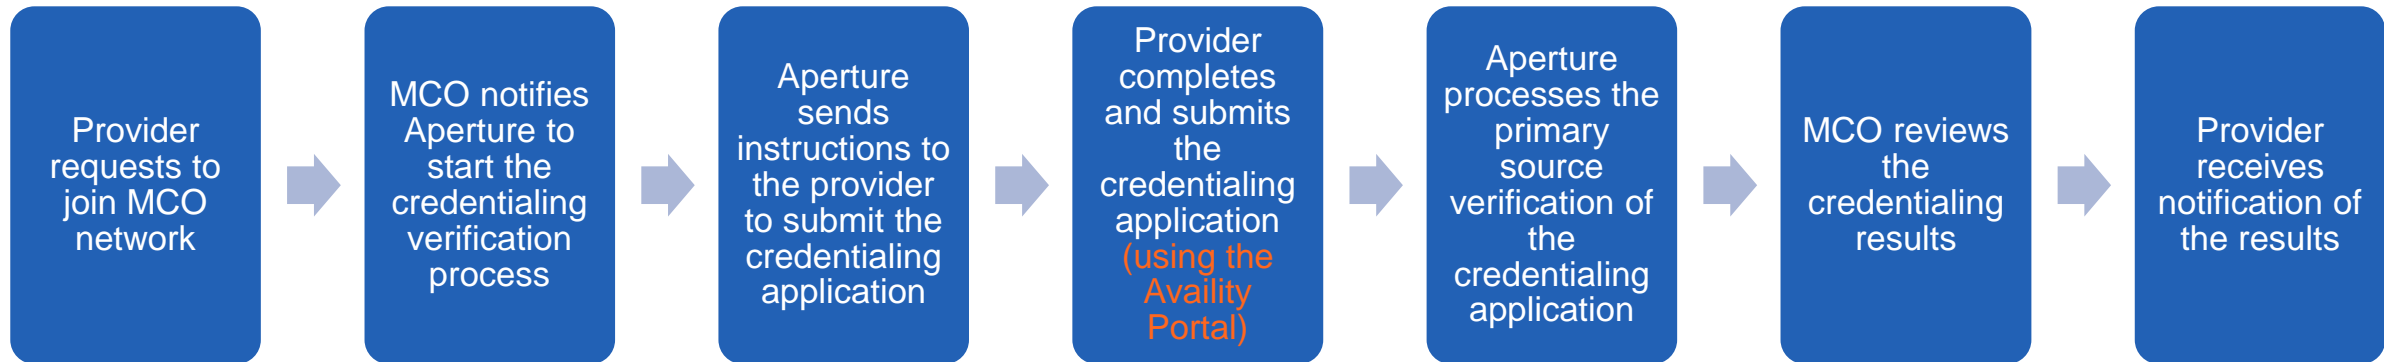 Provider
requests to
join MCO
network
MCO notifies
Aperture to
start the
credentialing
verification
process
Aperture
sends
instructions to
the provider
to submit the
credentialing
application
Provider
completes
and submits
the
credentialing
application
(using the
Availity
Portal)
Aperture
processes the
primary
source
verification of
the
credentialing
application
MCO reviews
the
credentialing
results
Provider
receives
notification of
the results